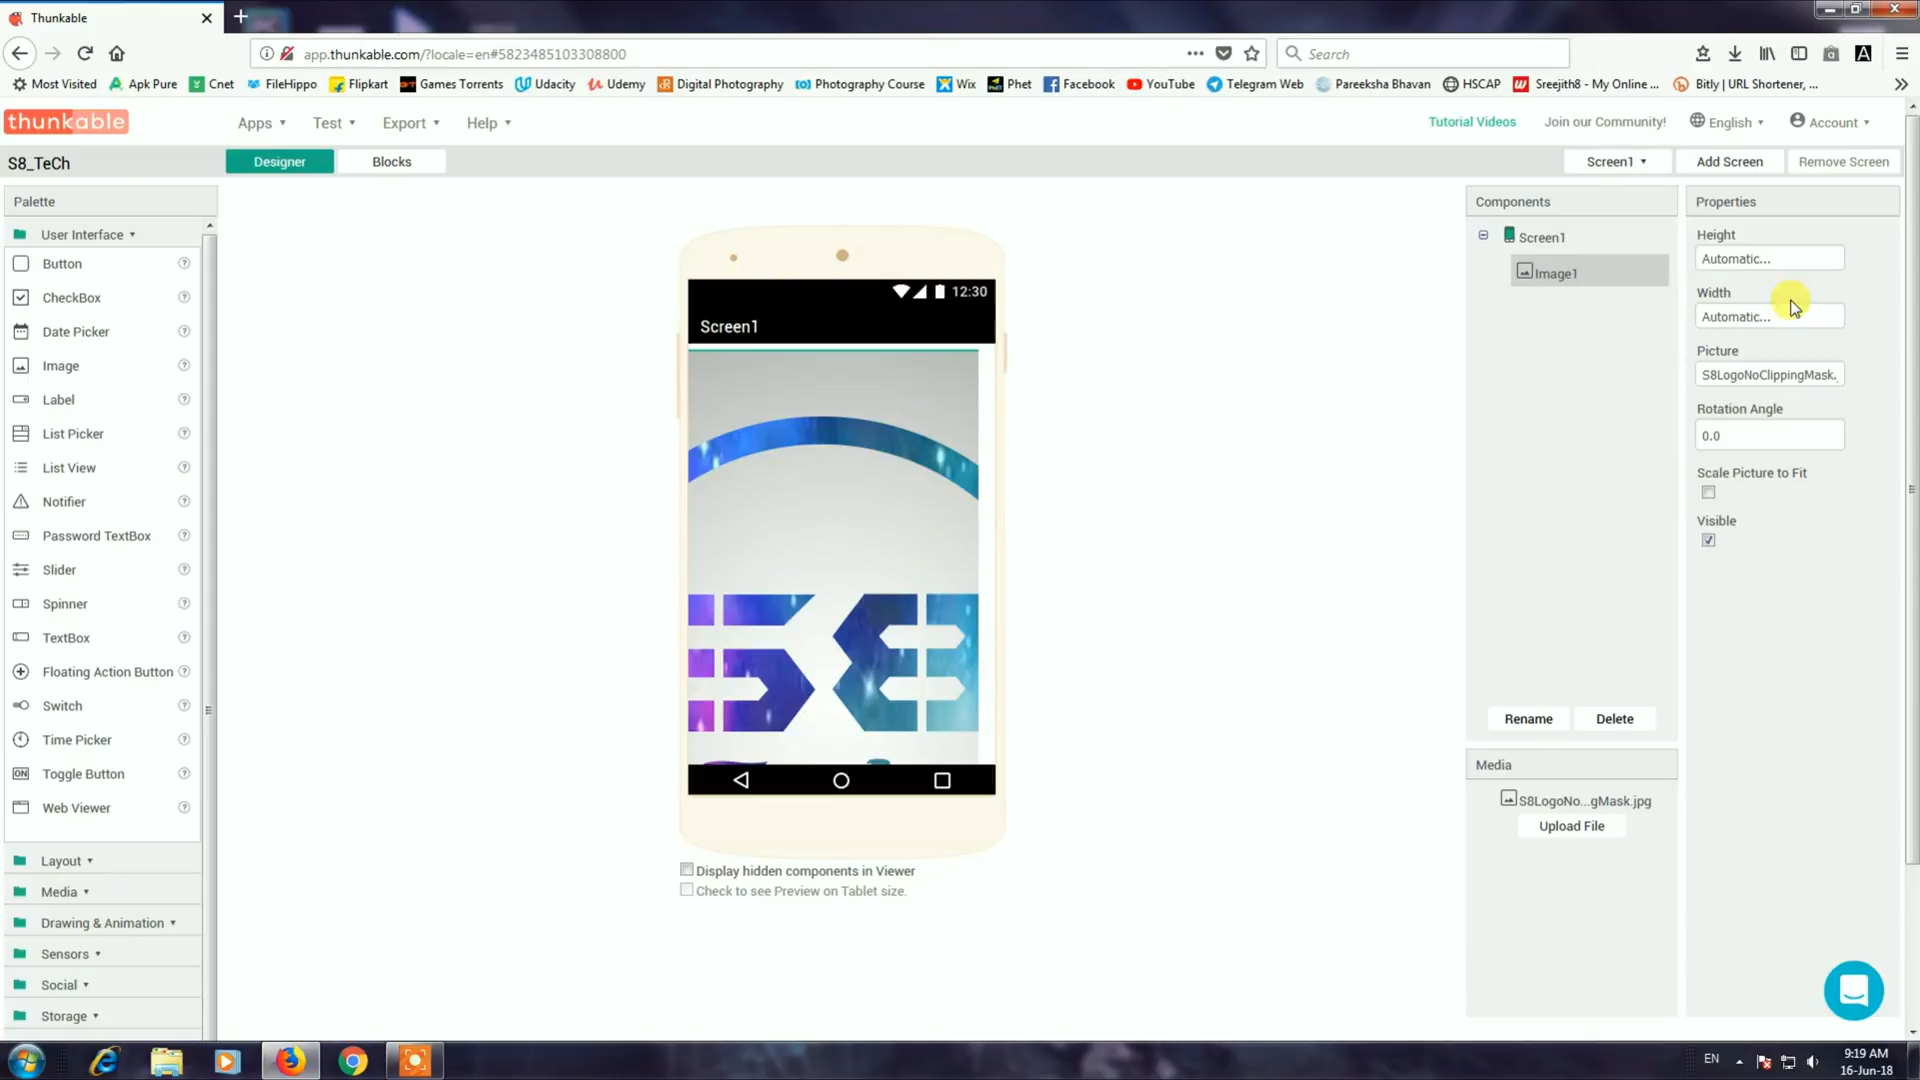 Thunkable
app.thunkable.com/?locale=en#5823485103308800
Search
Most Visited Apk Pure Cnet FileHippo Flipkart Games Torrents Udacity Udemy Digital Photography Photography Course Wix Phet Facebook YouTube Telegram Web Pareeksha Bhavan HSCAP Sreejith8 - My Online ... Bitly | URL Shortener, ...
thunkable Apps Test Export Help Tutorial Videos Join our Community! English Account
S8_TeCh Designer Blocks Screen1 Add Screen Remove Screen
Palette
User Interface
Button
CheckBox
Date Picker
Image
Label
List Picker
List View
Notifier
Password TextBox
Slider
Spinner
TextBox
Floating Action Button
Switch
Time Picker
ON Toggle Button
Web Viewer
Layout
Media
Drawing & Animation
Sensors
Social
Storage
12:30
Screen1
S8
Display hidden components in Viewer
Check to see Preview on Tablet size.
Components
Screen1
Image1
Rename Delete
Media
S8LogoNo...gMask.jpg
Upload File
Properties
Height
Automatic...
Width
Automatic...
Picture
S8LogoNoClippingMask.
Rotation Angle
0.0
Scale Picture to Fit
Visible
EN
9:19 AM
16-Jun-18